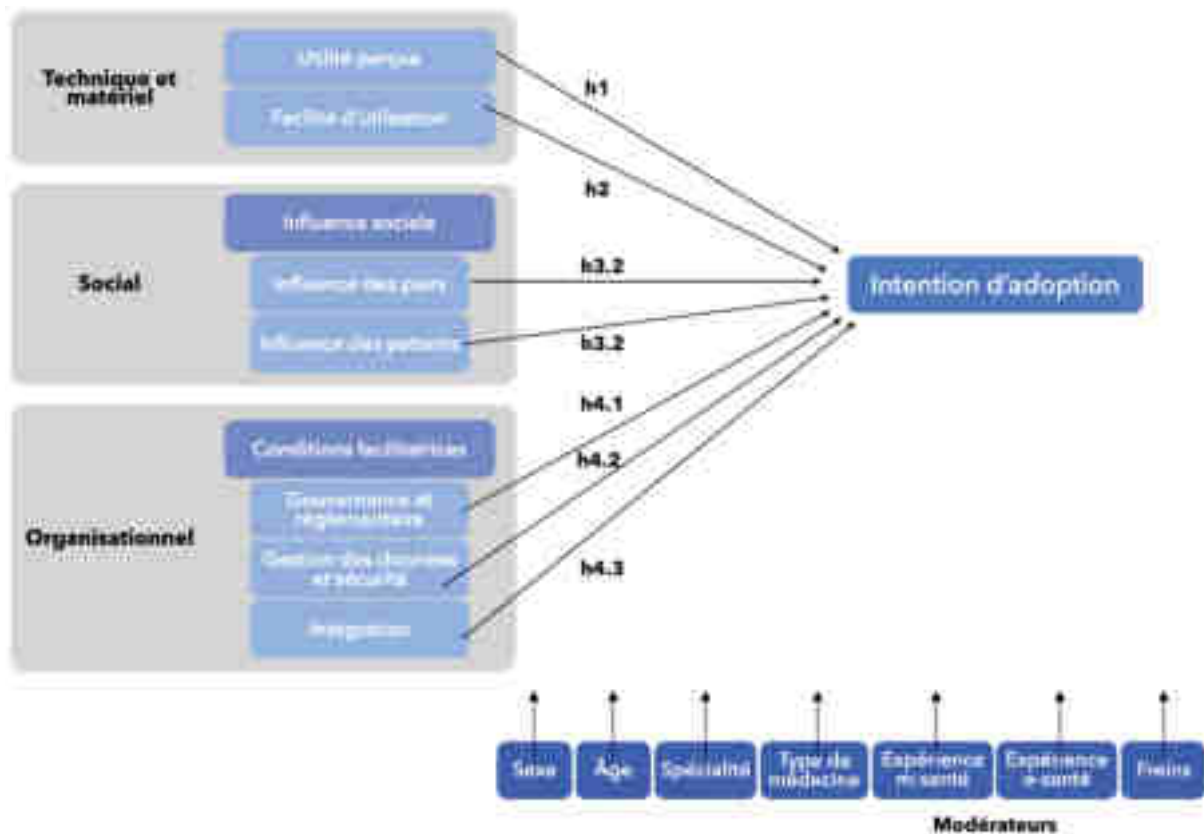 Technique et
matériel
Utilité perçue
Facilité d'utilisation
h1
h2
Social
Influence sociale
Influence des pairs
Influence des patients
h3.2
h3.2
Intention d'adoption
Organisationnel
Conditions facilitatrices
Gouvernance et
réglementaire
Gestion des données
et sécurité
Intégration
h4.1
h4.2
h4.3
Sexe
Âge
Spécialité
Type de
médecine
Expérience
m-santé
Expérience
e-santé
Freins
Modérateurs